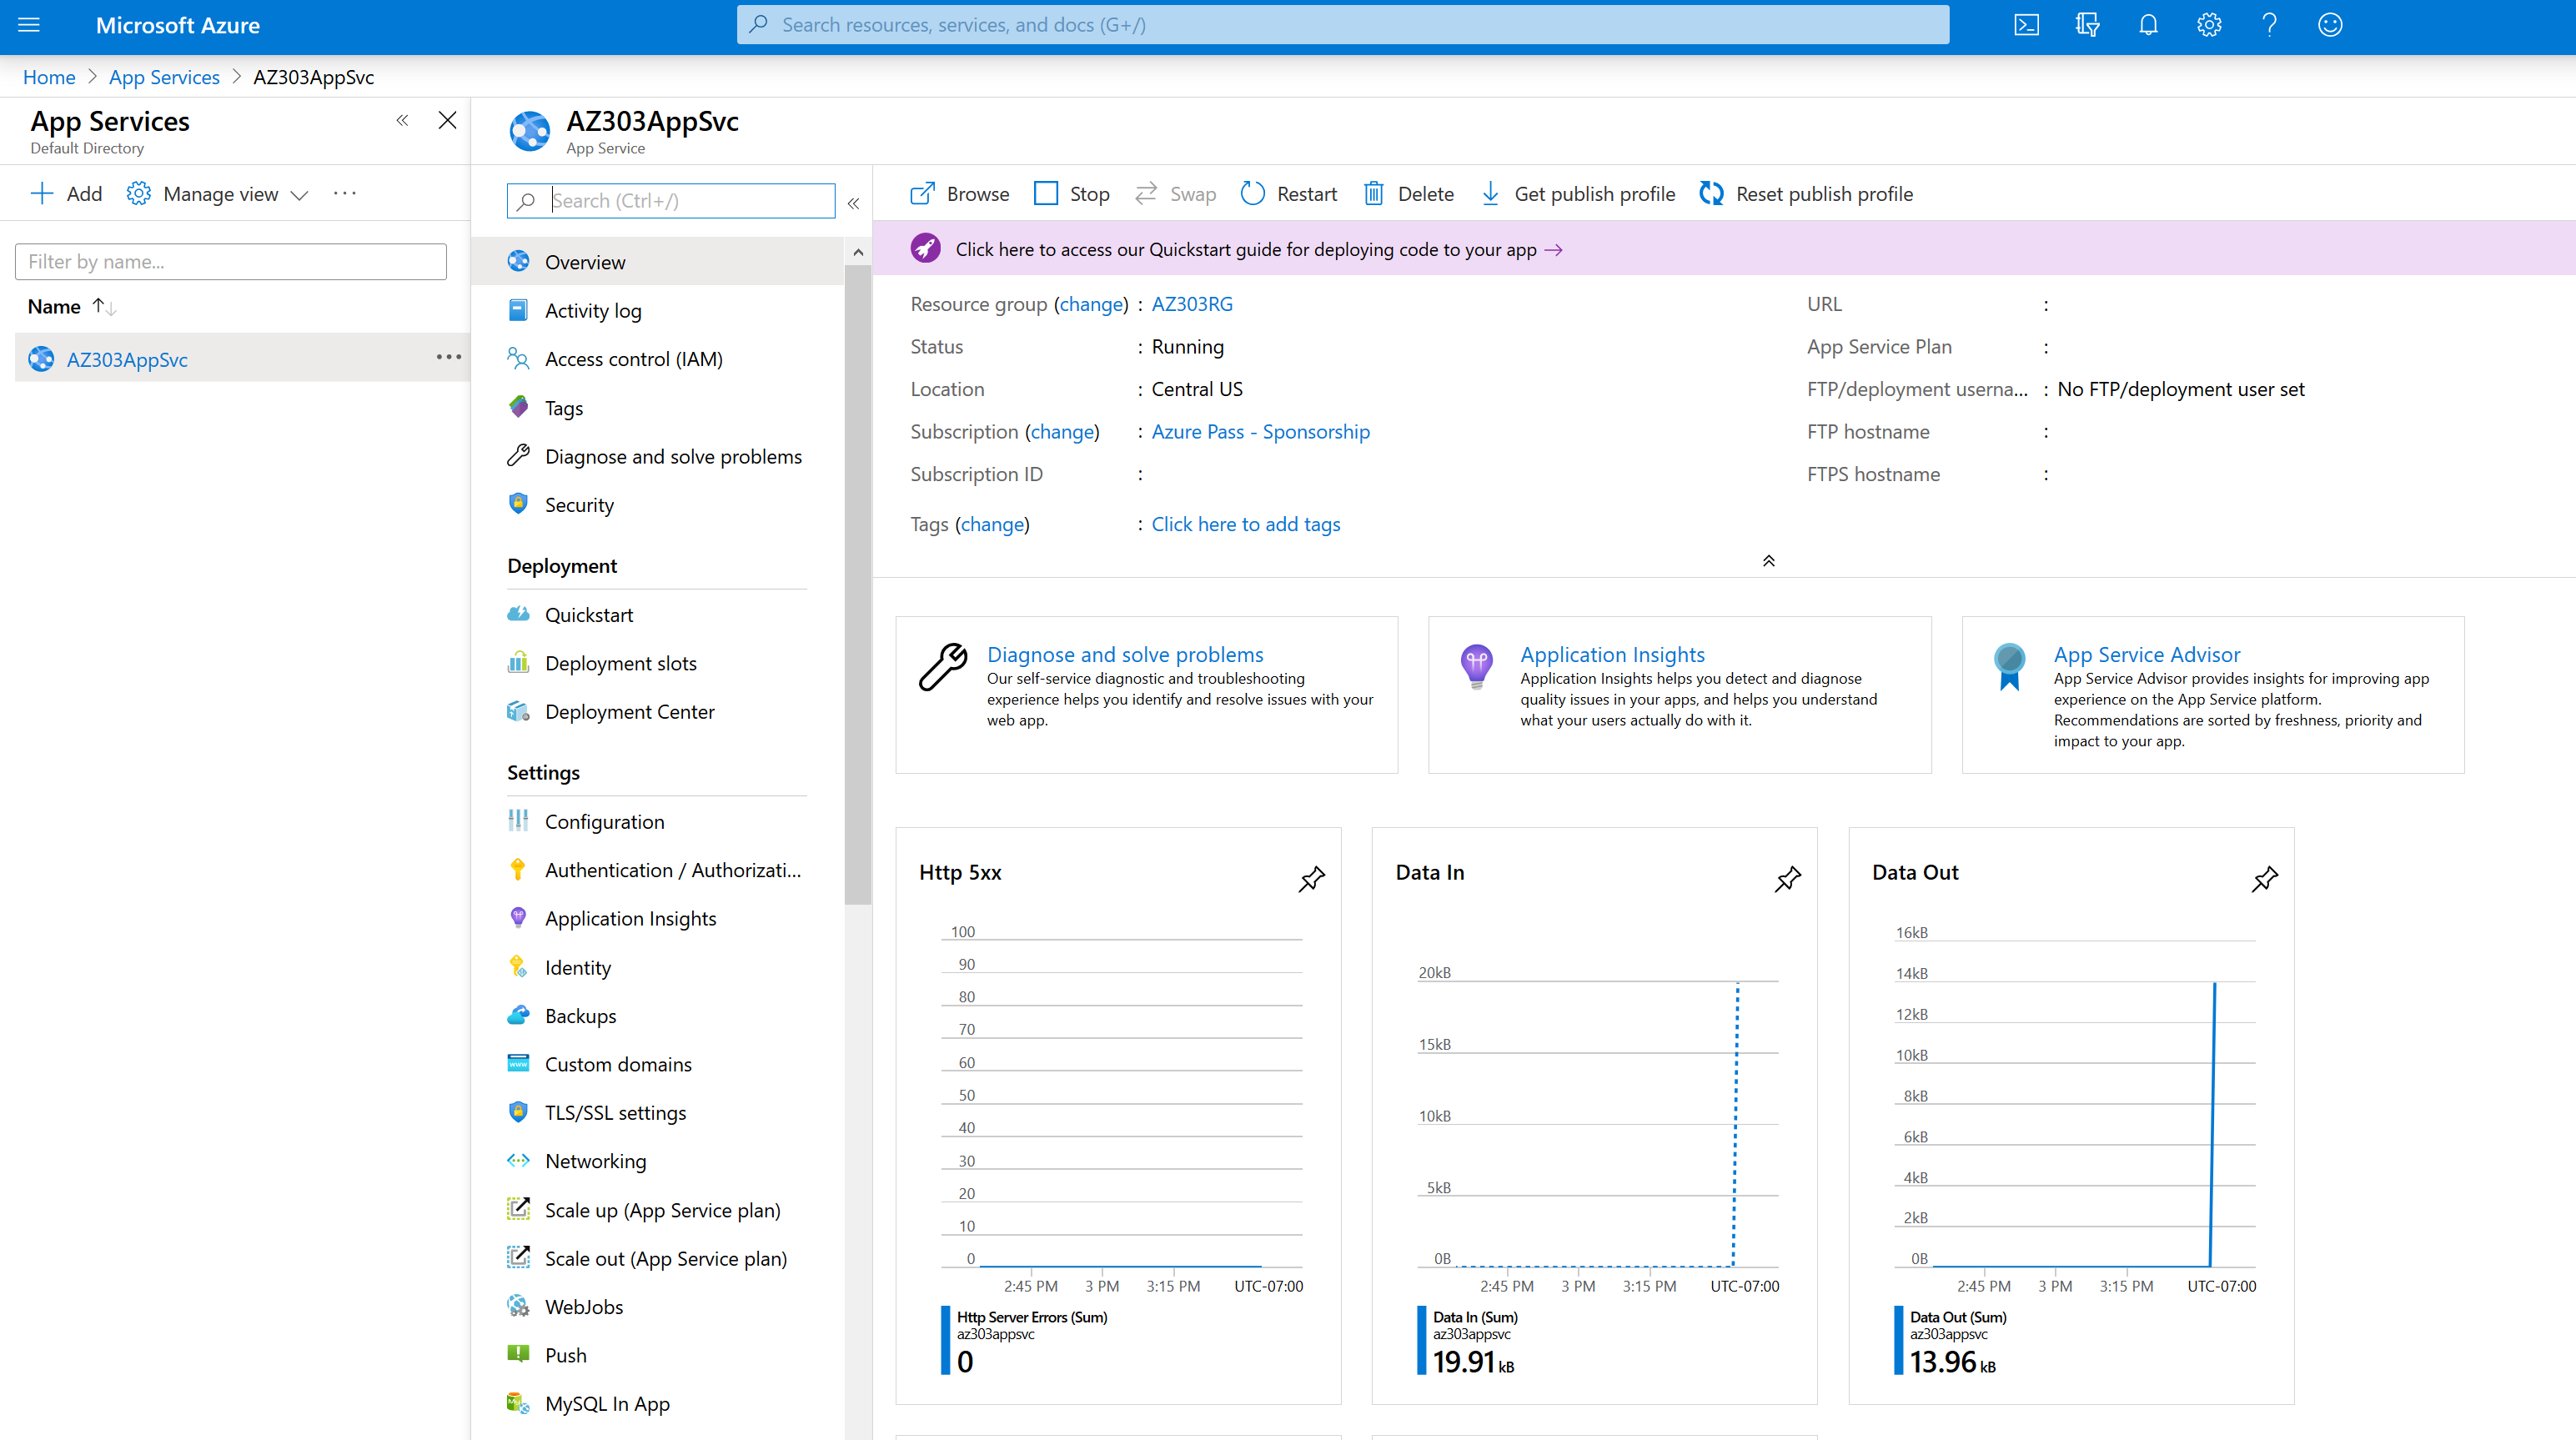 Microsoft Azure
Search resources, services, and docs (G+/)
Home > App Services > AZ303AppSvc
App Services
Default Directory
Add
Manage view
Filter by name...
Name
AZ303AppSvc
AZ303AppSvc
App Service
Search (Ctrl+/)
Overview
Activity log
Access control (IAM)
Tags
Diagnose and solve problems
Security
Deployment
Quickstart
Deployment slots
Deployment Center
Settings
Configuration
Authentication / Authorizati...
Application Insights
Identity
Backups
Custom domains
TLS/SSL settings
Networking
Scale up (App Service plan)
Scale out (App Service plan)
WebJobs
Push
MySQL In App
Browse
Stop
Swap
Restart
Delete
Get publish profile
Reset publish profile
Click here to access our Quickstart guide for deploying code to your app →
Resource group (change) : AZ303RG
Status : Running
Location : Central US
Subscription (change) : Azure Pass - Sponsorship
Subscription ID :
Tags (change) : Click here to add tags
URL :
App Service Plan :
FTP/deployment userna... : No FTP/deployment user set
FTP hostname :
FTPS hostname :
Diagnose and solve problems
Our self-service diagnostic and troubleshooting
experience helps you identify and resolve issues with your
web app.
Application Insights
Application Insights helps you detect and diagnose
quality issues in your apps, and helps you understand
what your users actually do with it.
App Service Advisor
App Service Advisor provides insights for improving app
experience on the App Service platform.
Recommendations are sorted by freshness, priority and
impact to your app.
Http 5xx
100
90
80
70
60
50
40
30
20
10
0
2:45 PM 3 PM 3:15 PM UTC-07:00
Http Server Errors (Sum)
az303appsvc
0
Data In
20kB
15kB
10kB
5kB
0B
2:45 PM 3 PM 3:15 PM UTC-07:00
Data In (Sum)
az303appsvc
19.91 kB
Data Out
16kB
14kB
12kB
10kB
8kB
6kB
4kB
2kB
0B
2:45 PM 3 PM 3:15 PM UTC-07:00
Data Out (Sum)
az303appsvc
13.96 kB